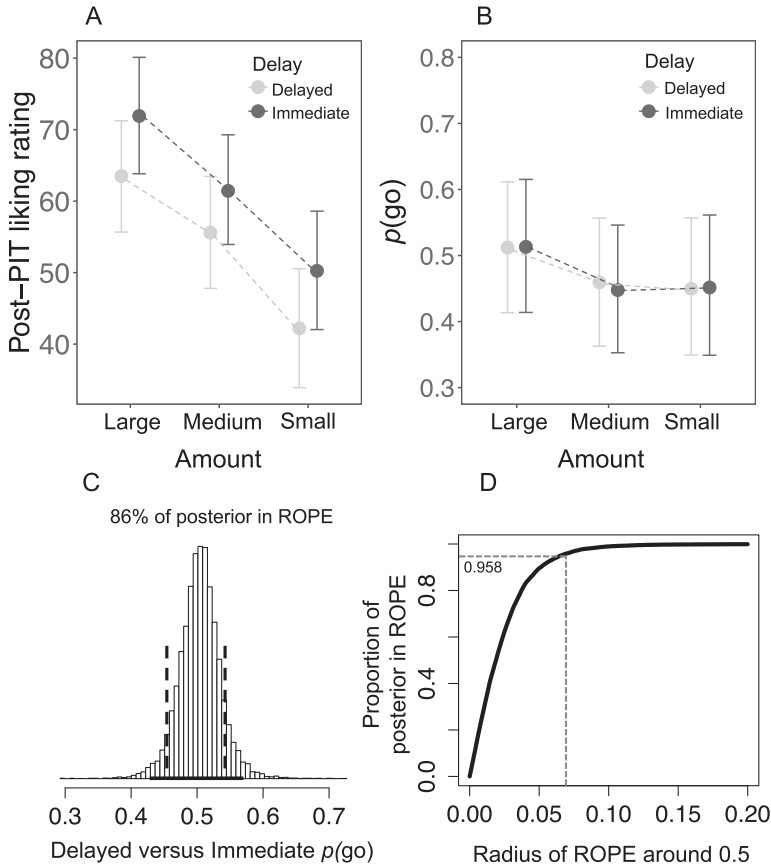 A
Post–PIT liking rating
80
70
60
50
40
Delay
Delayed
Immediate
Large
Medium
Small
Amount
B
p(go)
0.8
0.7
0.6
0.5
0.4
0.3
Delay
Delayed
Immediate
Large
Medium
Small
Amount
C
86% of posterior in ROPE
0.3
0.4
0.5
0.6
0.7
Delayed versus Immediate p(go)
D
Proportion of
posterior in ROPE
0.8
0.4
0.0
0.958
0.00
0.05
0.10
0.15
0.20
Radius of ROPE around 0.5